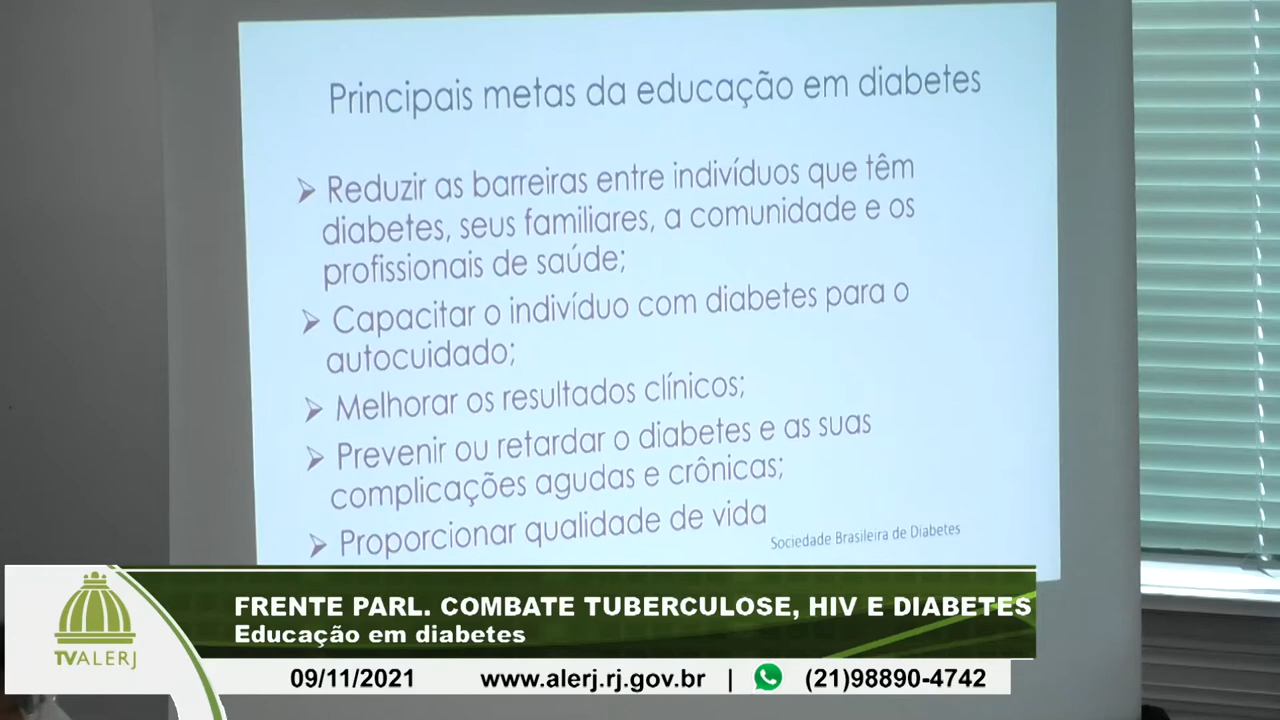 Principais metas da educação em diabetes
➢ Reduzir as barreiras entre indivíduos que têm
diabetes, seus familiares, a comunidade e os
profissionais de saúde;
➢ Capacitar o indivíduo com diabetes para o
autocuidado;
➢ Melhorar os resultados clínicos;
➢ Prevenir ou retardar o diabetes e as suas
complicações agudas e crônicas;
➢ Proporcionar qualidade de vida
Sociedade Brasileira de Diabetes
FRENTE PARL. COMBATE TUBERCULOSE, HIV E DIABETES
Educação em diabetes
TVALERJ
09/11/2021 www.alerj.rj.gov.br | (21)98890-4742